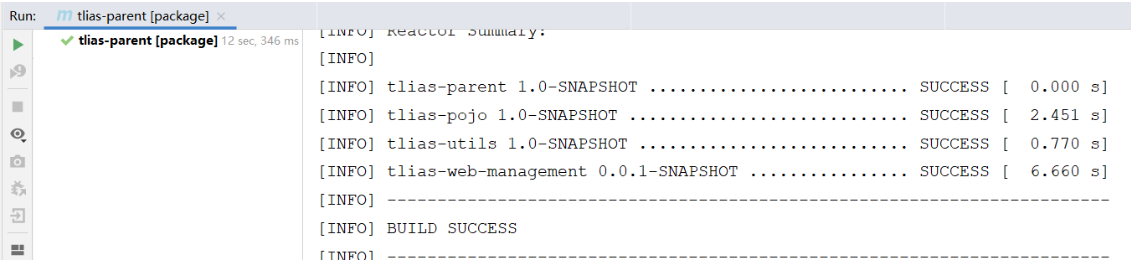 Run: m tlias-parent [package] ×
tlias-parent [package] 12 sec, 346 ms
[INFO] Reactor Summary:
[INFO]
[INFO] tlias-parent 1.0-SNAPSHOT .......................... SUCCESS [  0.000 s]
[INFO] tlias-pojo 1.0-SNAPSHOT ............................ SUCCESS [  2.451 s]
[INFO] tlias-utils 1.0-SNAPSHOT ........................... SUCCESS [  0.770 s]
[INFO] tlias-web-management 0.0.1-SNAPSHOT ................ SUCCESS [  6.660 s]
[INFO] ------------------------------------------------------------------------
[INFO] BUILD SUCCESS
[INFO] ------------------------------------------------------------------------